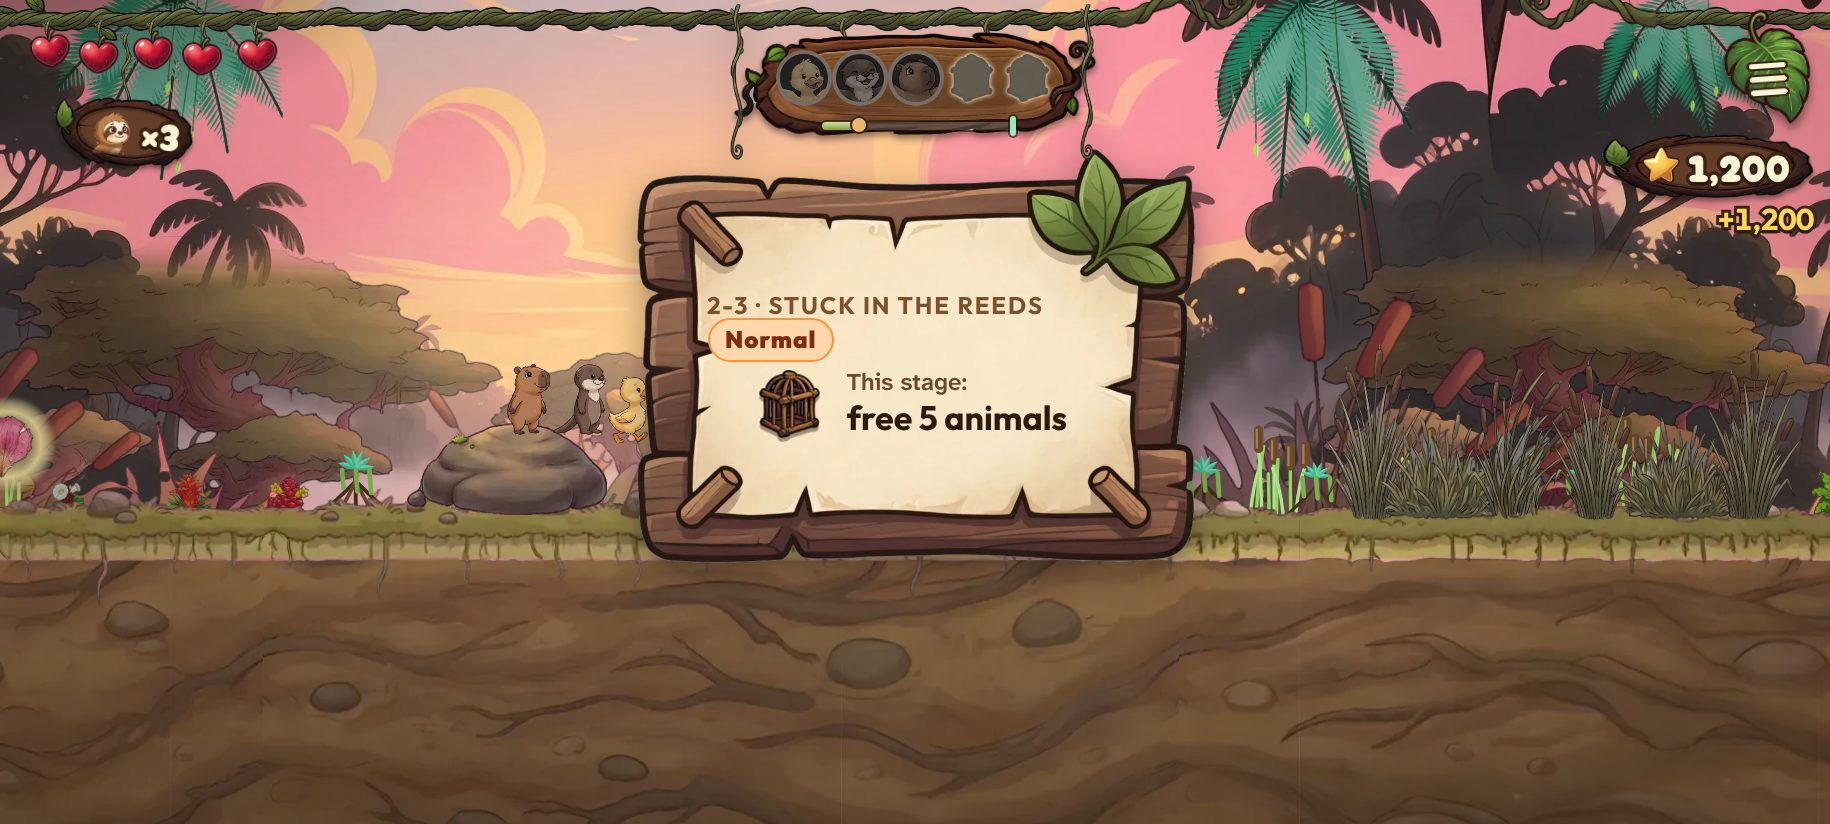 ×3
1,200
+1,200
2-3 · STUCK IN THE REEDS
Normal
This stage:
free 5 animals